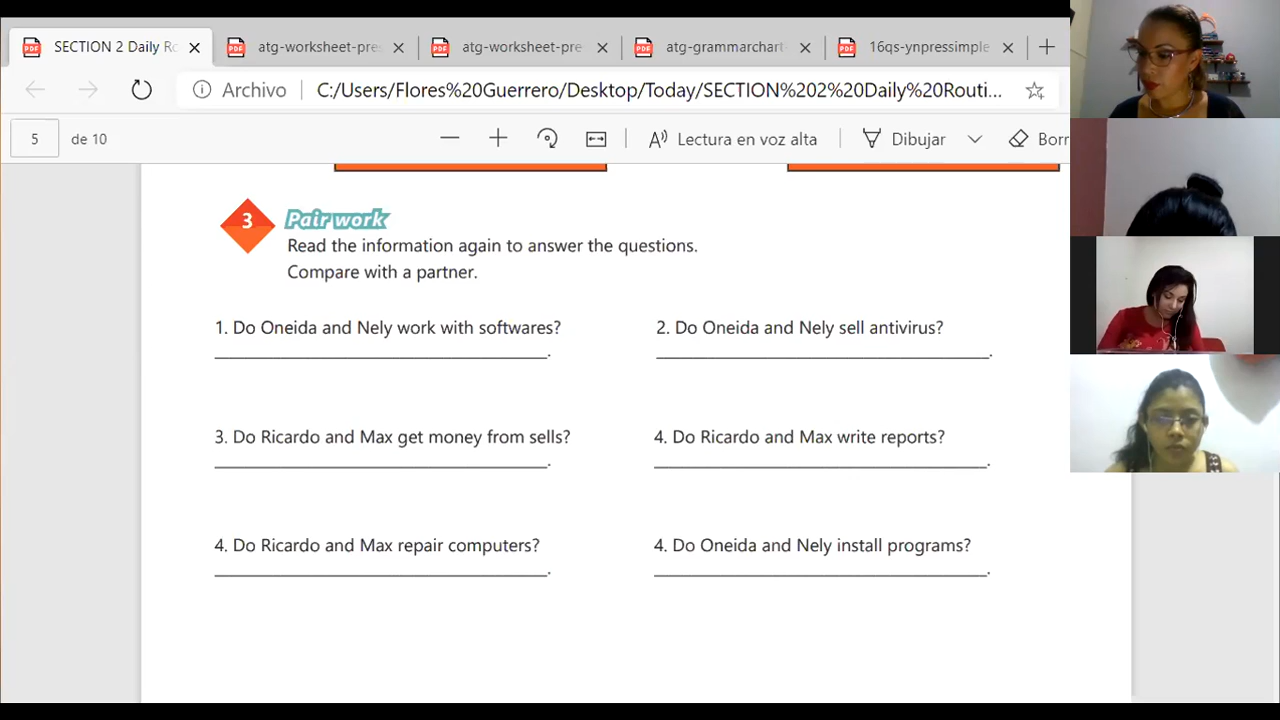 SECTION 2 Daily Ro
atg-worksheet-pres
atg-worksheet-pre
atg-grammarchart
16qs-ynpressimple
Archivo
C:/Users/Flores%20Guerrero/Desktop/Today/SECTION%202%20Daily%20Routi...
5
de 10
Lectura en voz alta
Dibujar
Borr
3
Pair work
Read the information again to answer the questions.
Compare with a partner.
1. Do Oneida and Nely work with softwares?
2. Do Oneida and Nely sell antivirus?
3. Do Ricardo and Max get money from sells?
4. Do Ricardo and Max write reports?
4. Do Ricardo and Max repair computers?
4. Do Oneida and Nely install programs?